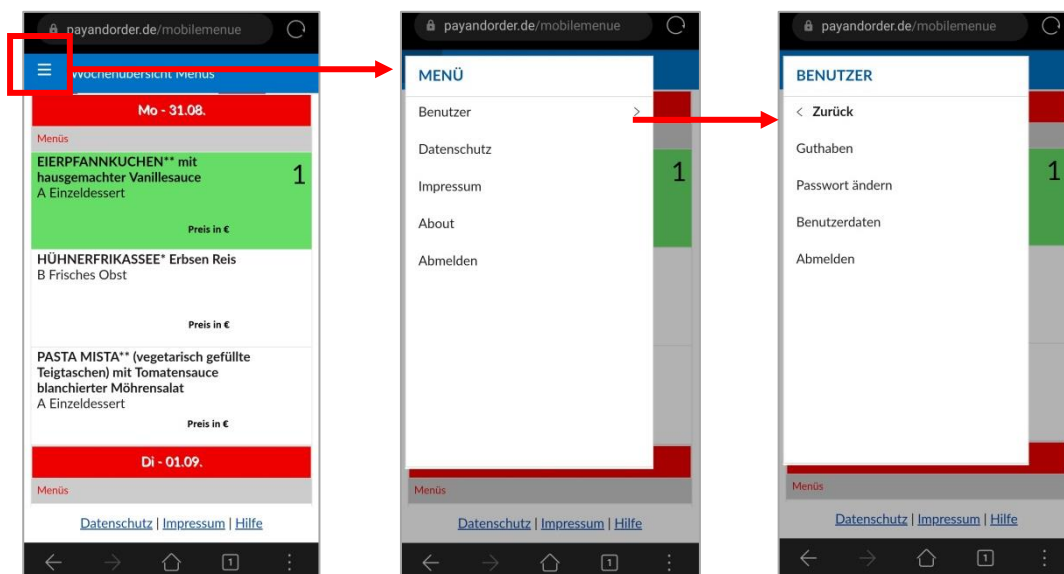 payandorder.de/mobilemenue
Wochenübersicht Menüs
Mo - 31.08.
Menüs
EIERPFANNKUCHEN** mit
hausgemachter Vanillesauce
A Einzeldessert
1
Preis in €
HÜHNERFRIKASSEE* Erbsen Reis
B Frisches Obst
Preis in €
PASTA MISTA** (vegetarisch gefüllte
Teigtaschen) mit Tomatensauce
blanchierter Möhrensalat
A Einzeldessert
Preis in €
Di - 01.09.
Menüs
Datenschutz | Impressum | Hilfe
1
payandorder.de/mobilemenue
MENÜ
Benutzer >
Datenschutz
Impressum
About
Abmelden
1
Menüs
Datenschutz | Impressum | Hilfe
1
payandorder.de/mobilemenue
BENUTZER
< Zurück
Guthaben
Passwort ändern
Benutzerdaten
Abmelden
1
Menüs
Datenschutz | Impressum | Hilfe
1